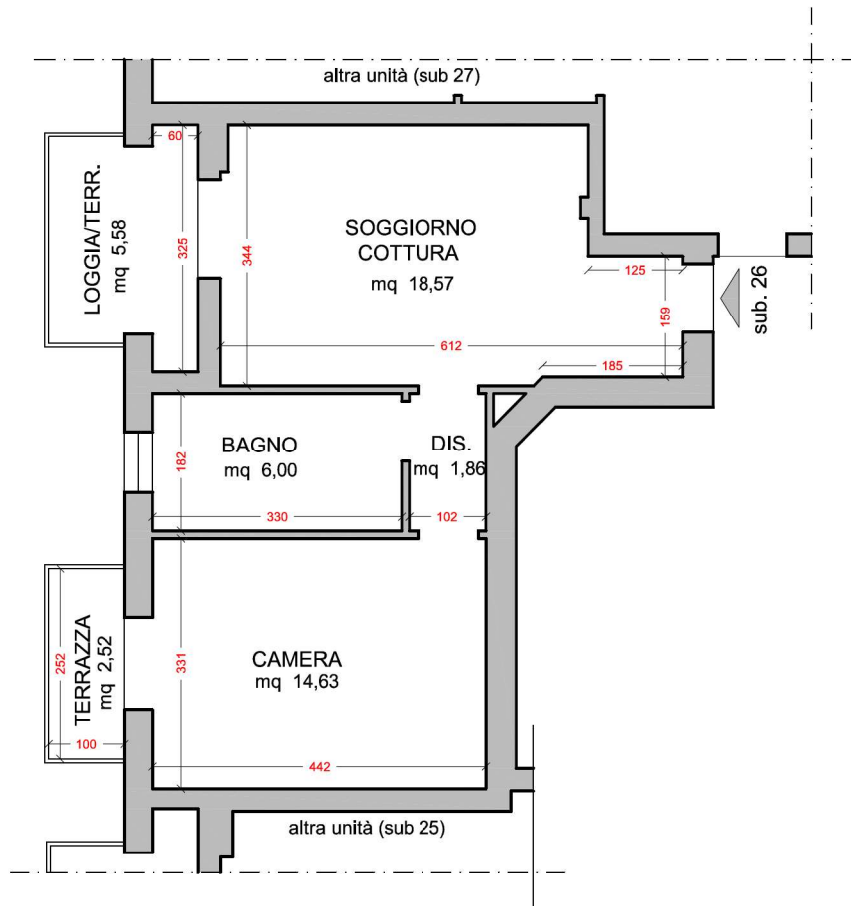 altra unità (sub 27)
60
LOGGIA/TERR.
mq 5,58
325
344
SOGGIORNO
COTTURA
mq 18,57
125
sub. 26
159
612
185
BAGNO
mq 6,00
DIS.
mq 1,86
182
330
102
TERRAZZA
mq 2,52
252
100
331
CAMERA
mq 14,63
442
altra unità (sub 25)